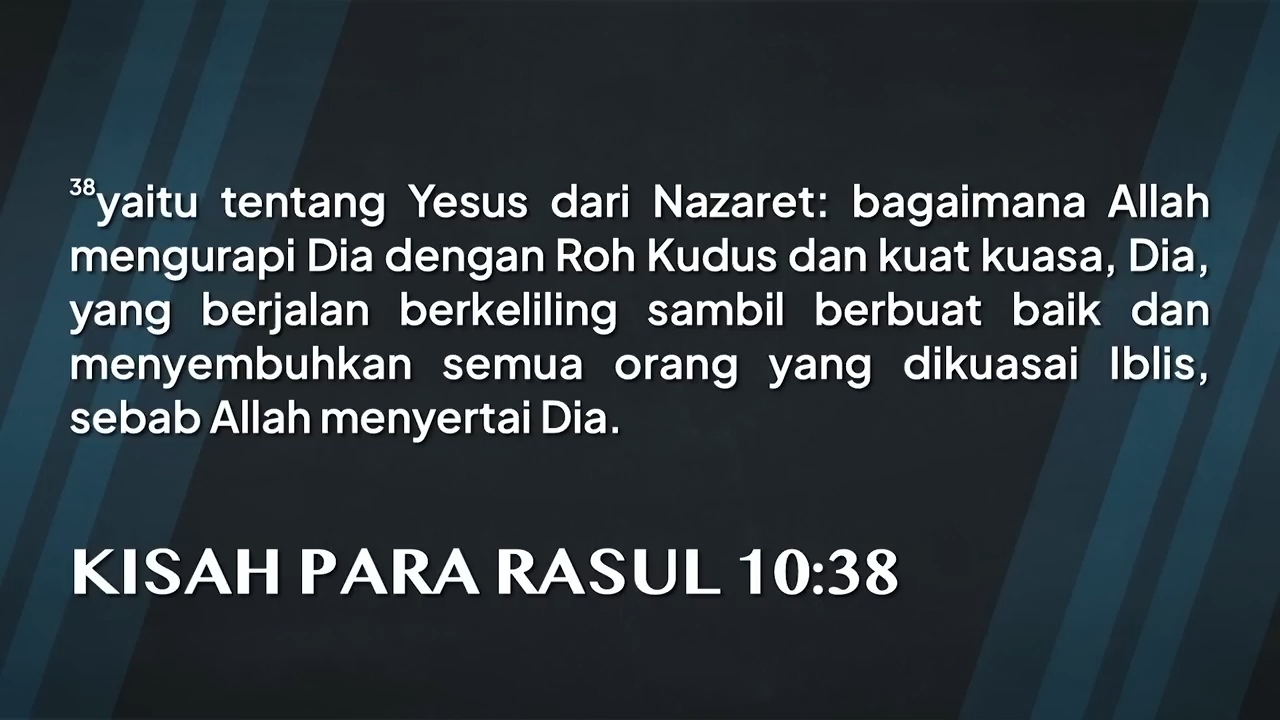 38yaitu tentang Yesus dari Nazaret: bagaimana Allah
mengurapi Dia dengan Roh Kudus dan kuat kuasa, Dia,
yang berjalan berkeliling sambil berbuat baik dan
menyembuhkan semua orang yang dikuasai Iblis,
sebab Allah menyertai Dia.
KISAH PARA RASUL 10:38